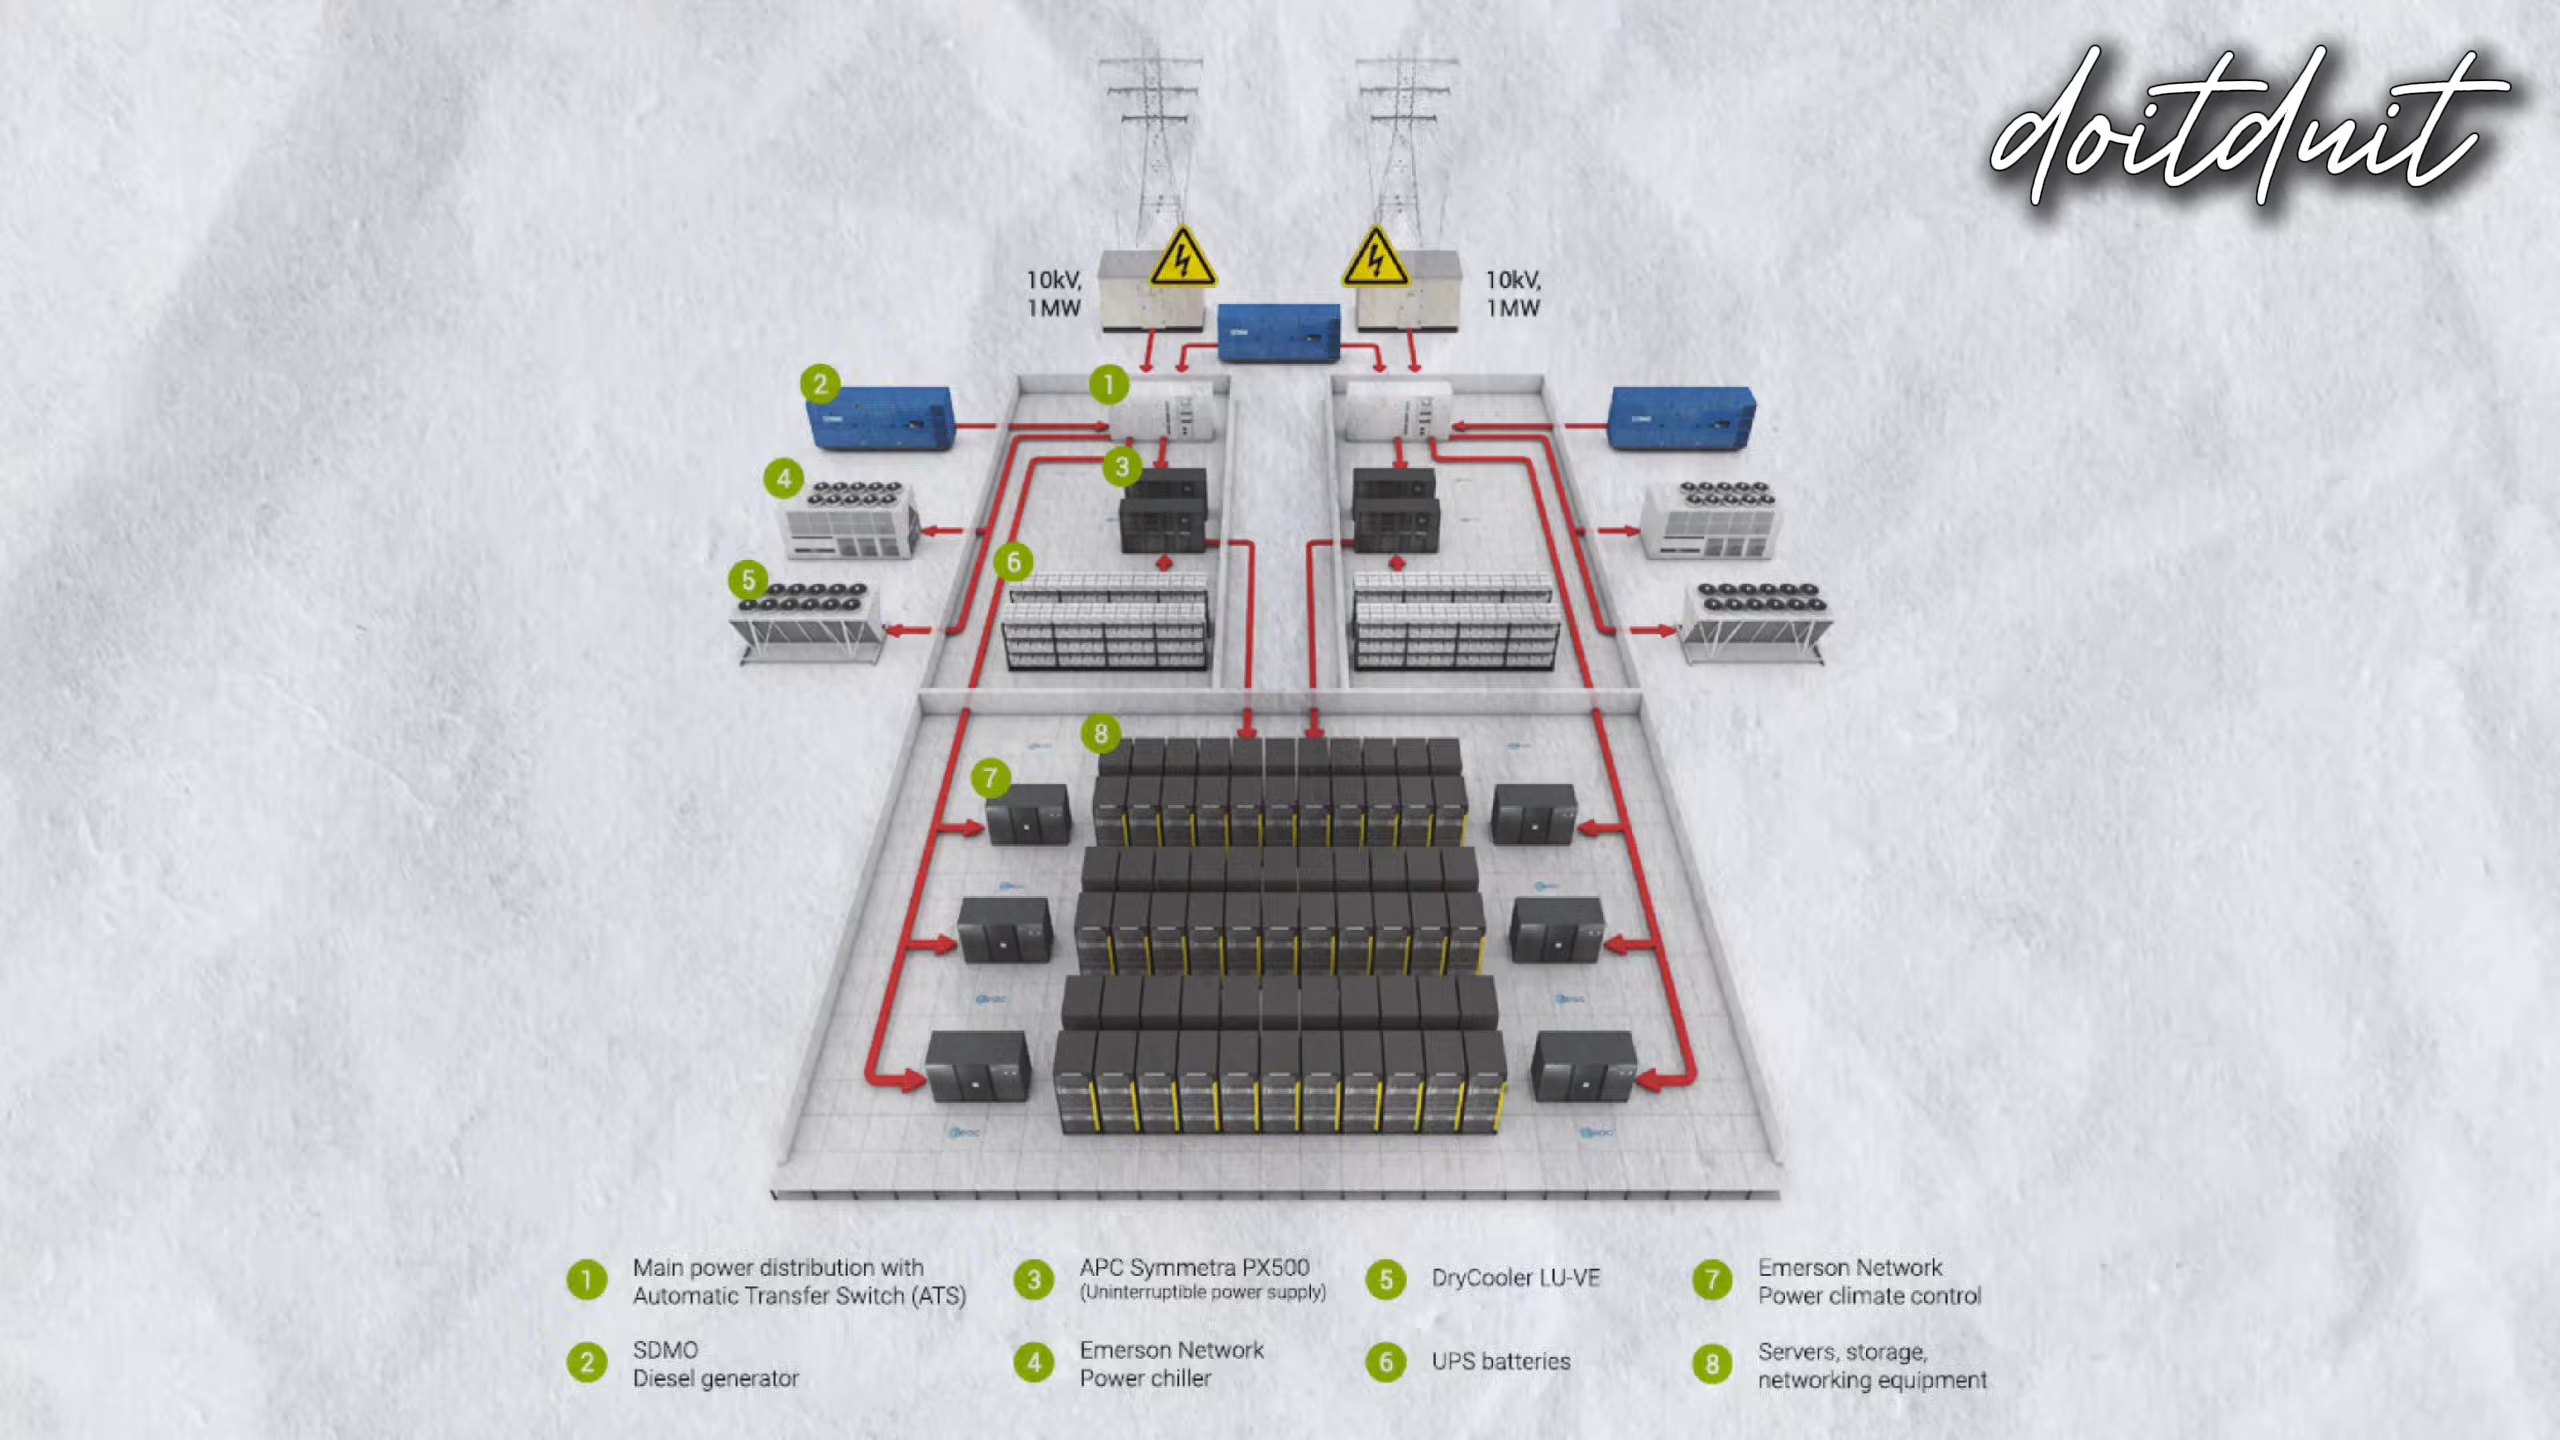 doitduit
10kV,
1MW
10kV,
1MW
2
1
4
3
5
6
8
7
1
Main power distribution with
Automatic Transfer Switch (ATS)
2
SDMO
Diesel generator
3
APC Symmetra PX500
(Uninterruptible power supply)
4
Emerson Network
Power chiller
5
DryCooler LU-VE
6
UPS batteries
7
Emerson Network
Power climate control
8
Servers, storage,
networking equipment